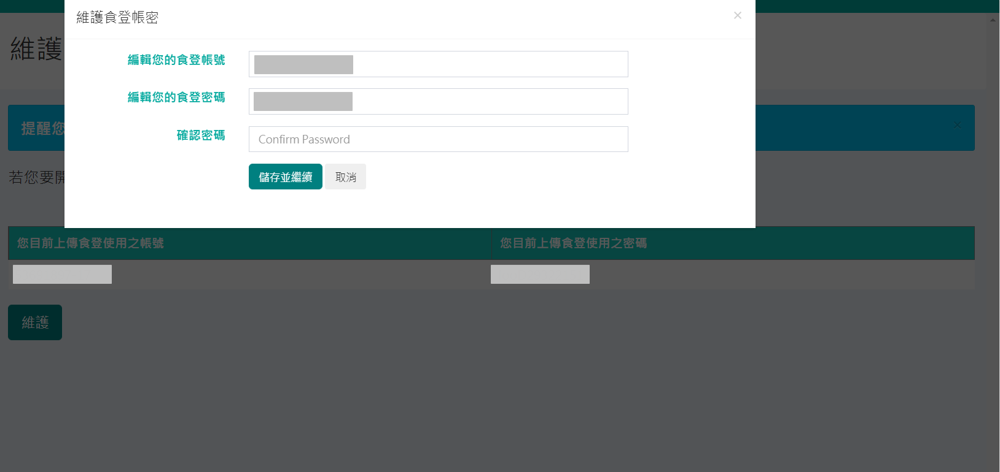 維護食登帳密
×
維護
編輯您的食登帳號
編輯您的食登密碼
確認密碼
Confirm Password
儲存並繼續 取消
提醒您
×
若您要開
您目前上傳食登使用之帳號
您目前上傳食登使用之密碼
維護